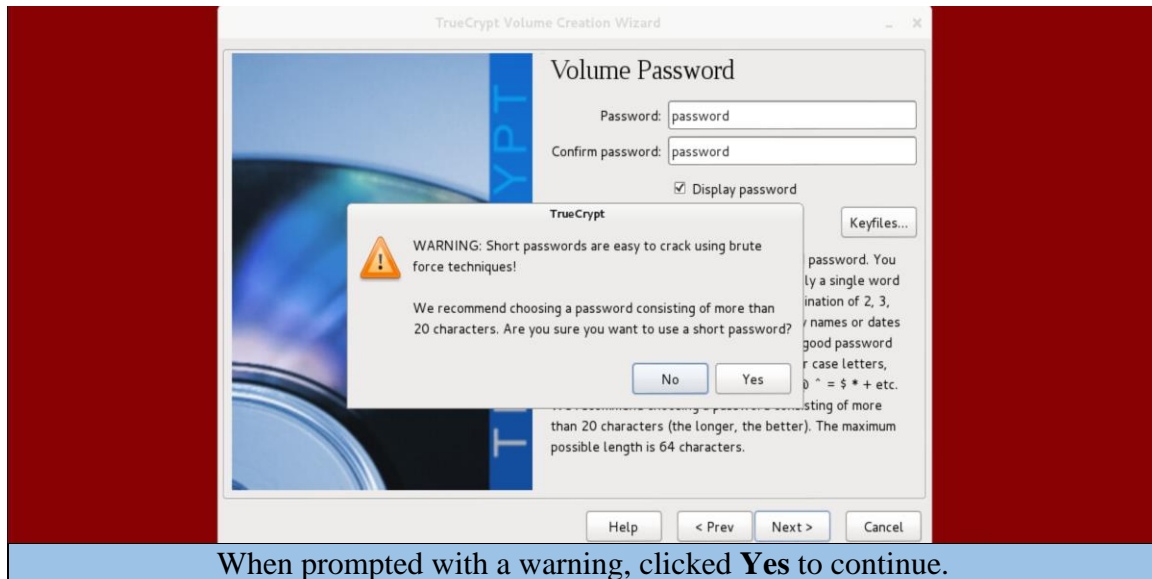 TrueCrypt Volume Creation Wizard
Volume Password
Password: password
Confirm password: password
Display password
TrueCrypt
Keyfiles...
WARNING: Short passwords are easy to crack using brute
force techniques!
We recommend choosing a password consisting of more than
20 characters. Are you sure you want to use a short password?
No Yes
password. You
a single word
of 2, 3,
names or dates
good password
case letters,
^ = $ * + etc.
of more
than 20 characters (the longer, the better). The maximum
possible length is 64 characters.
Help < Prev Next > Cancel
When prompted with a warning, clicked Yes to continue.